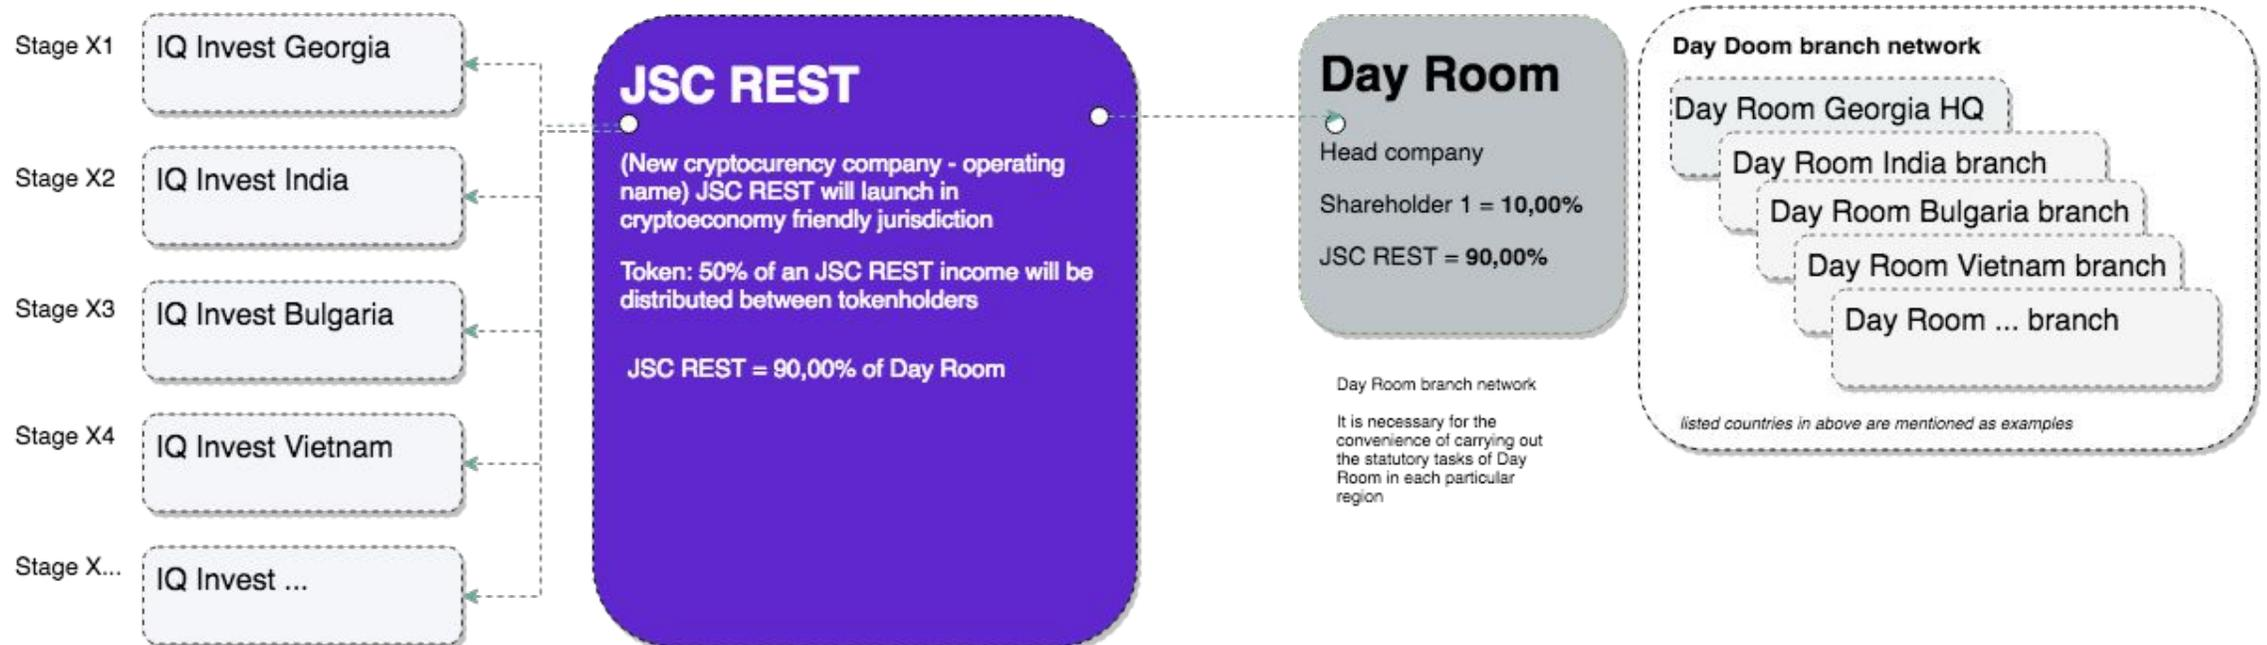 Stage X1
IQ Invest Georgia
Stage X2
IQ Invest India
Stage X3
IQ Invest Bulgaria
Stage X4
IQ Invest Vietnam
Stage X...
IQ Invest ...
JSC REST
(New cryptocurency company - operating
name) JSC REST will launch in
cryptoeconomy friendly jurisdiction
Token: 50% of an JSC REST income will be
distributed between tokenholders
JSC REST = 90,00% of Day Room
Day Room
Head company
Shareholder 1 = 10,00%
JSC REST = 90,00%
Day Room branch network
It is necessary for the
convenience of carrying out
the statutory tasks of Day
Room in each particular
region
Day Doom branch network
Day Room Georgia HQ
Day Room India branch
Day Room Bulgaria branch
Day Room Vietnam branch
Day Room ... branch
listed countries in above are mentioned as examples